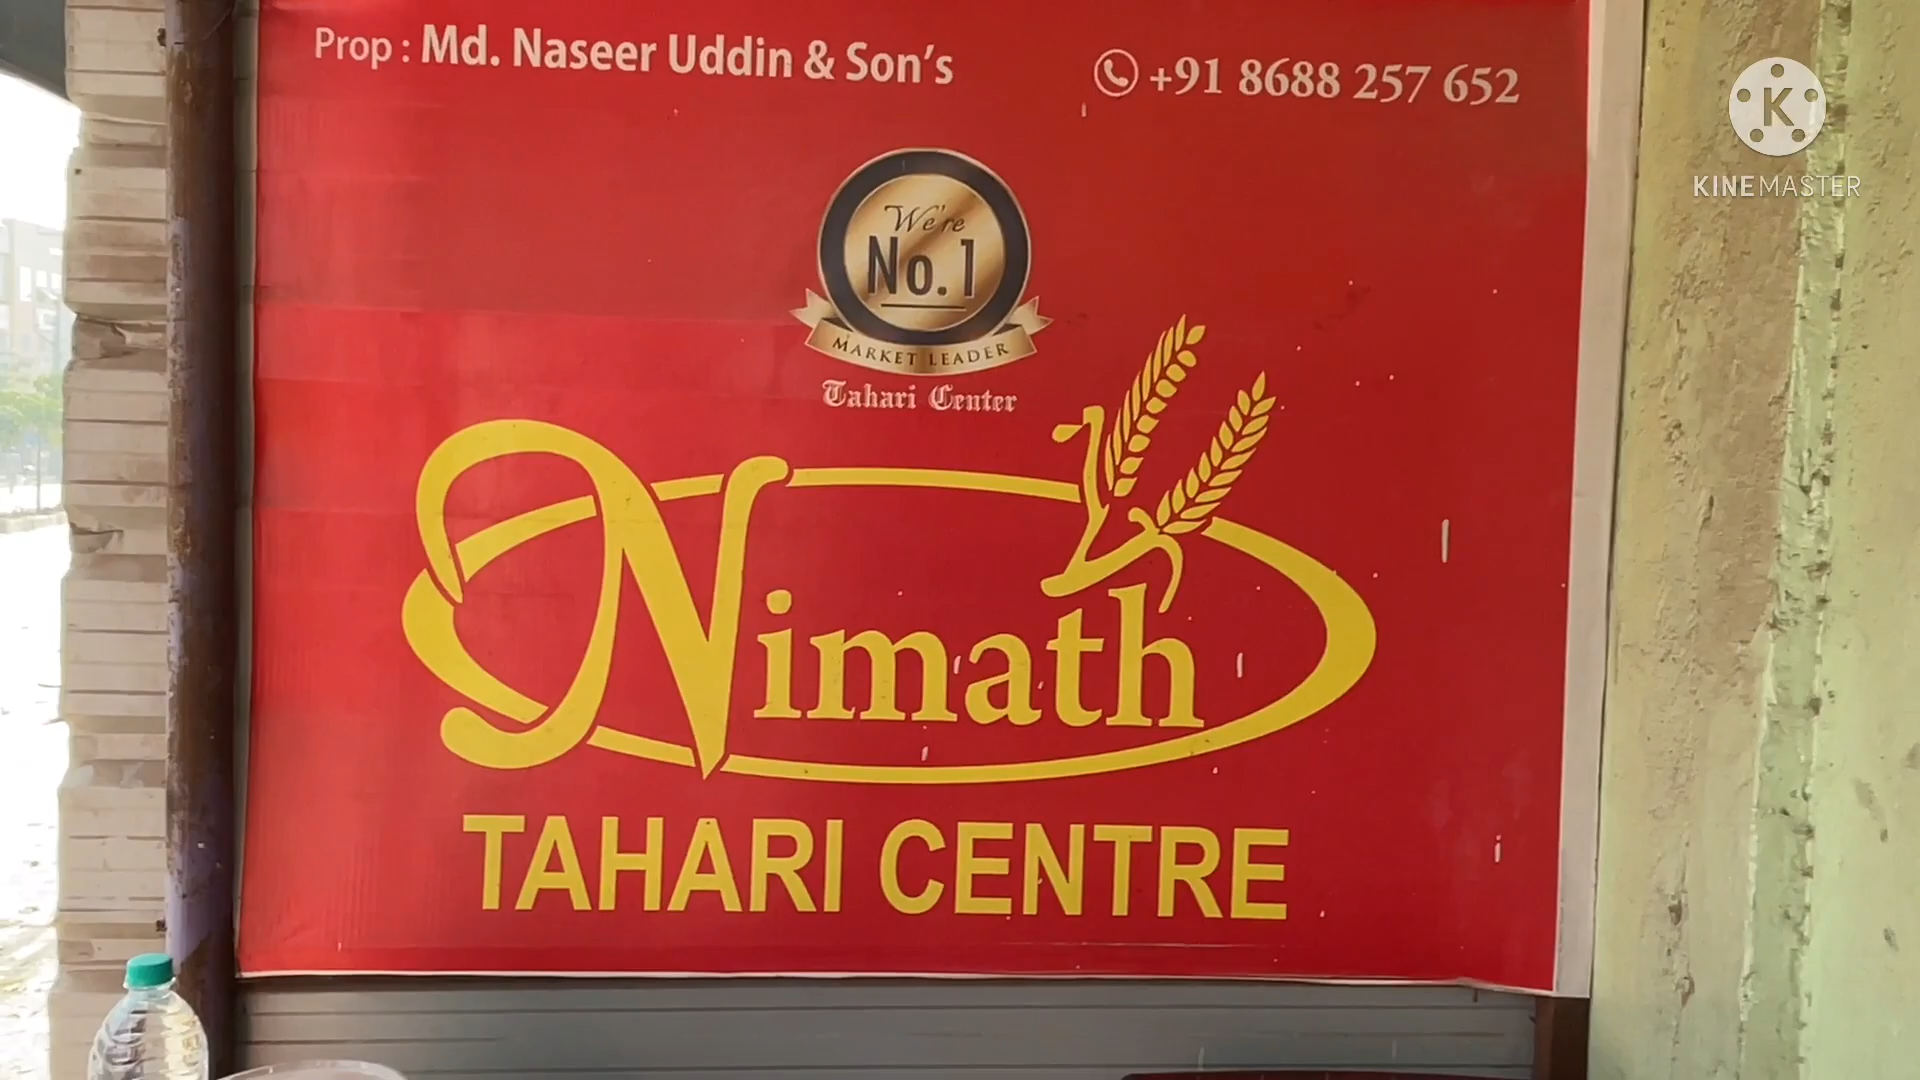 Prop : Md. Naseer Uddin & Son's
+91 8688 257 652
K
KINEMASTER
We're
No. 1
MARKET LEADER
Tahari Center
Nimath
TAHARI CENTRE